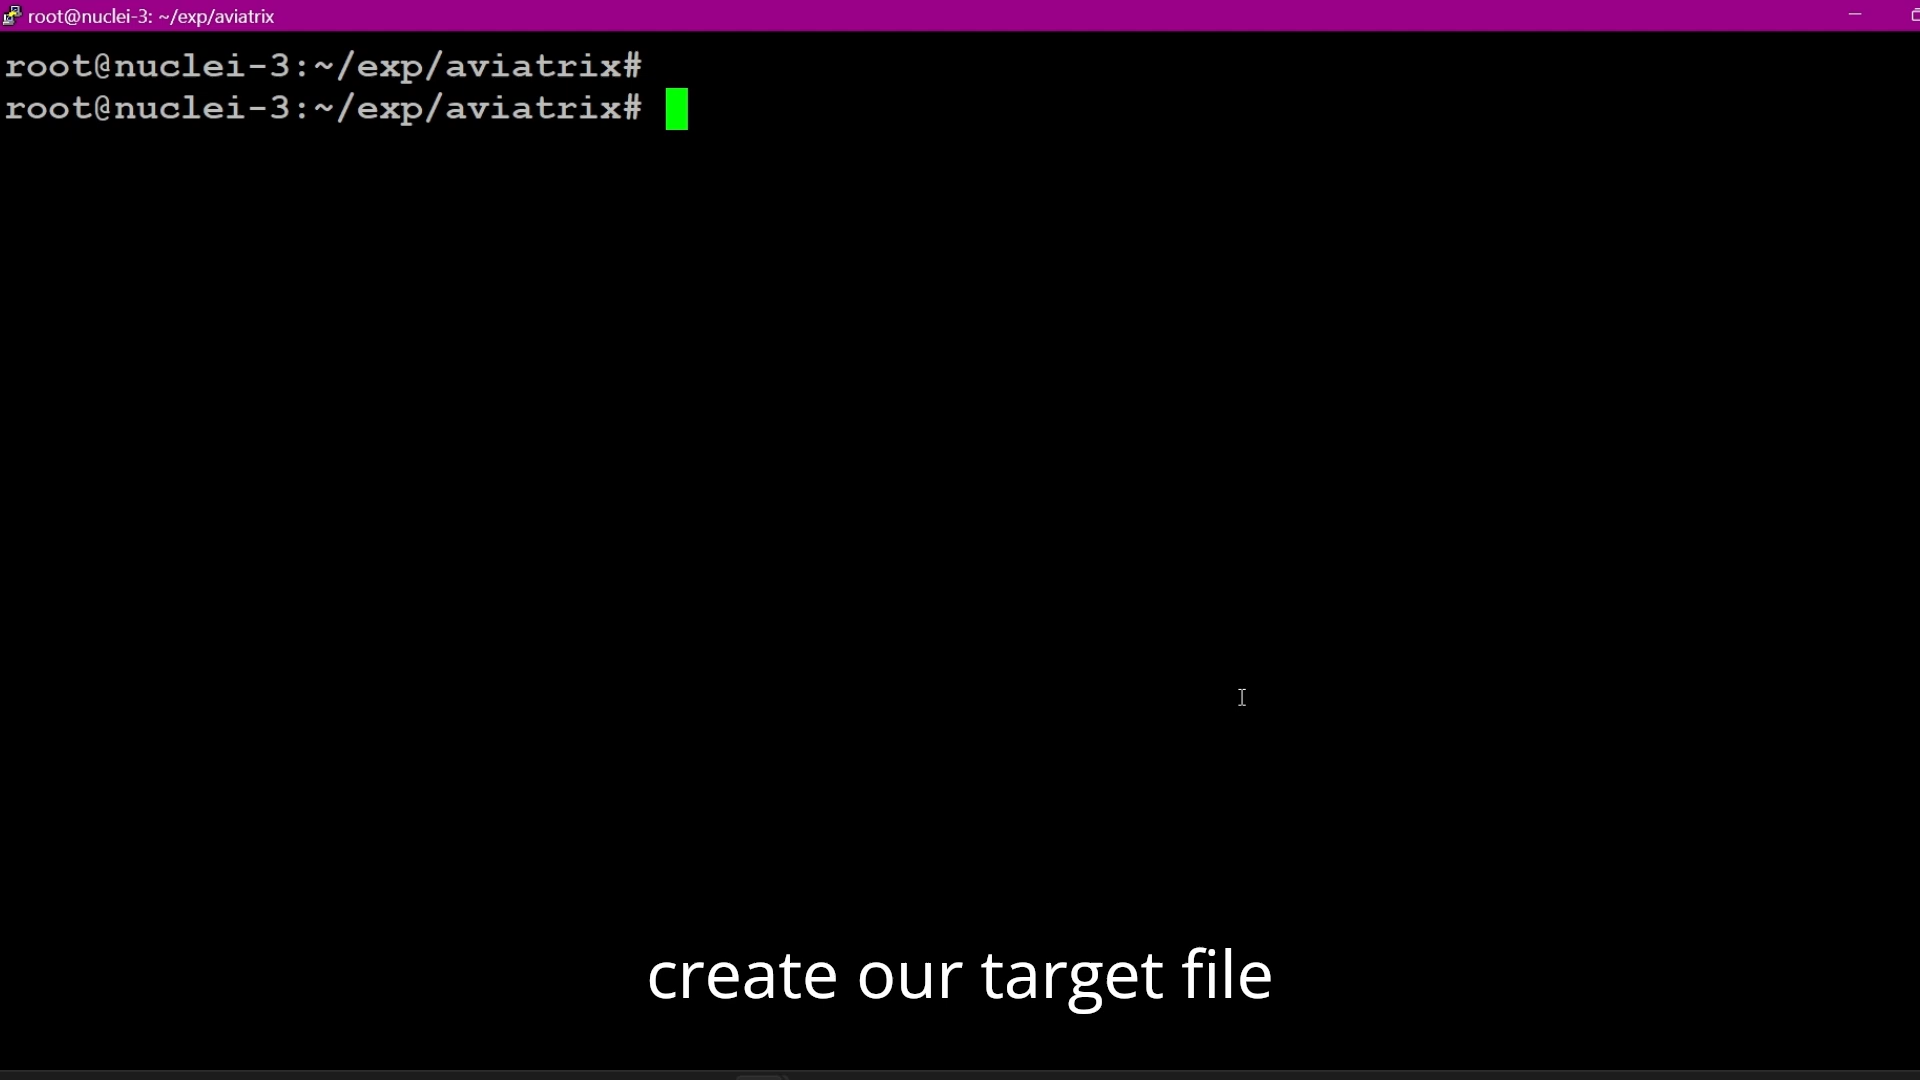 root@nuclei-3: ~/exp/aviatrix
root@nuclei-3:~/exp/aviatrix#
root@nuclei-3:~/exp/aviatrix#
create our target file